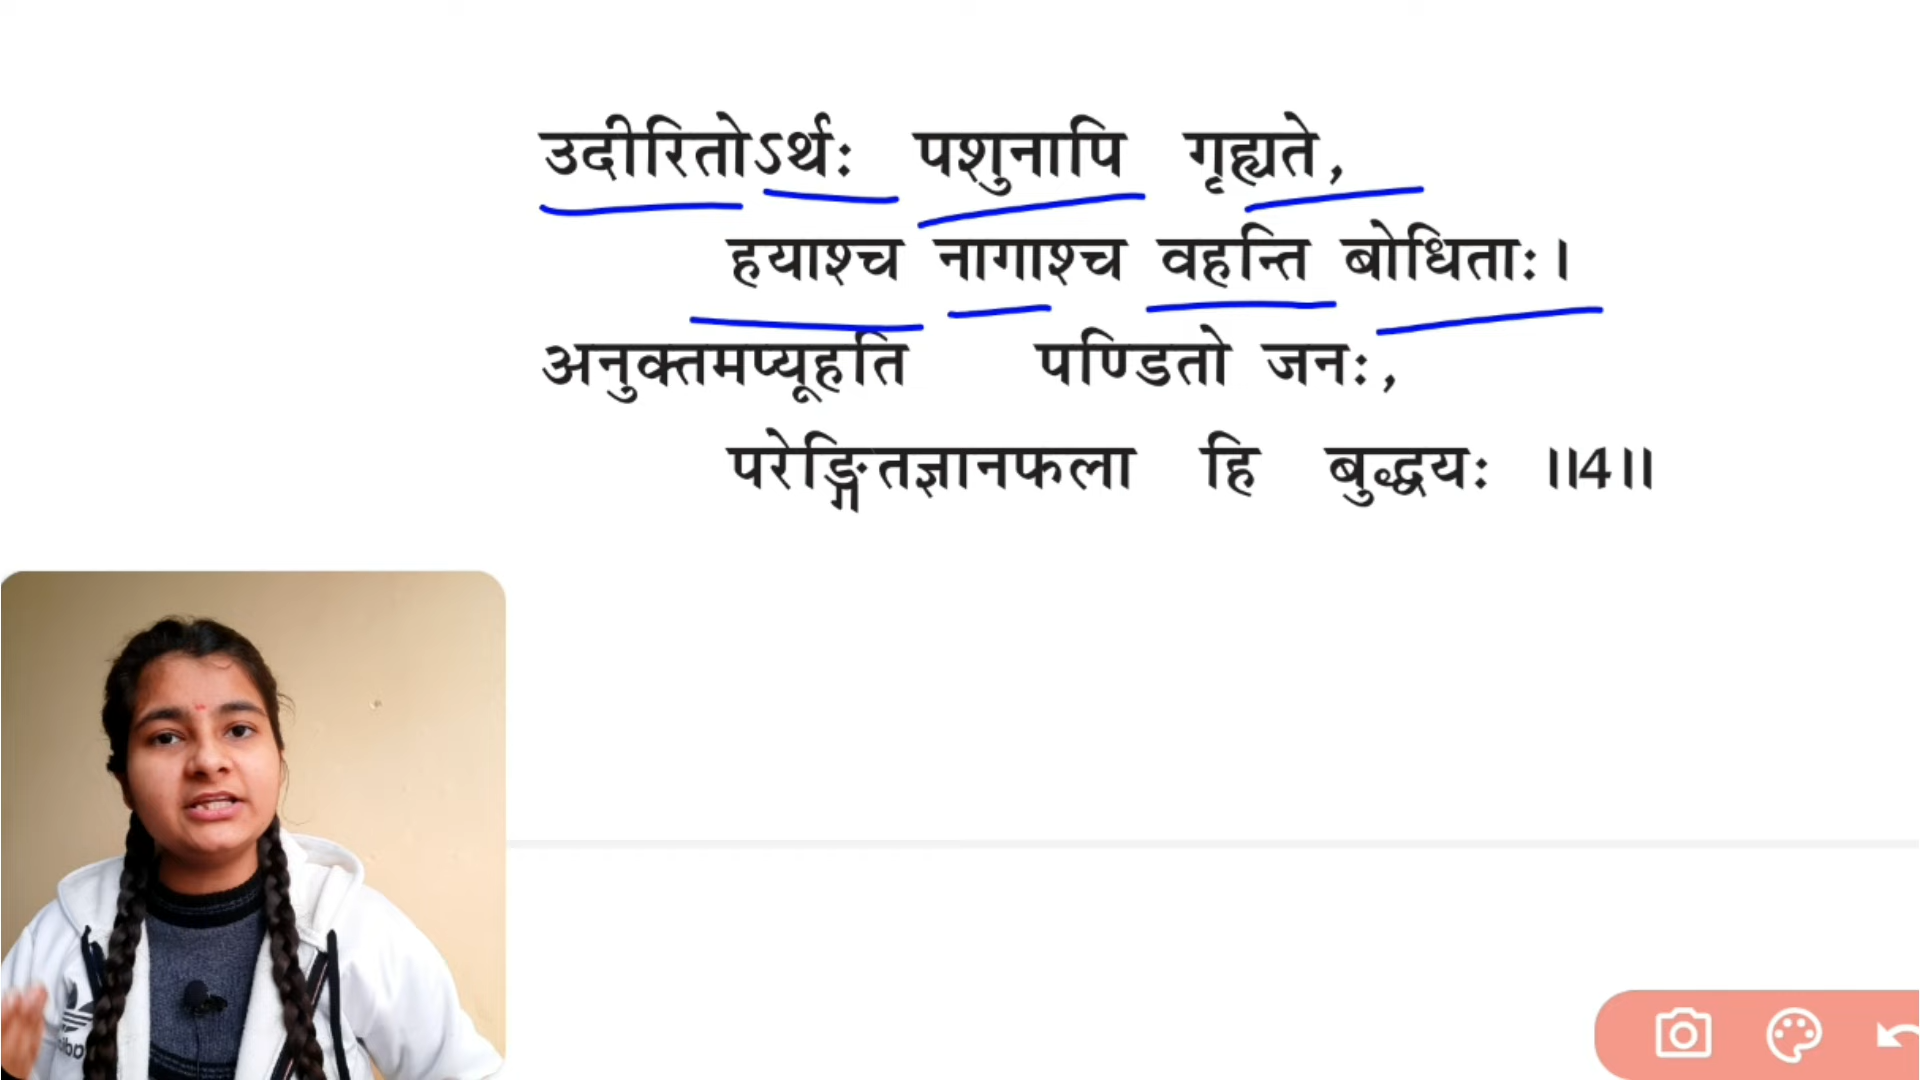 उदीरितोऽर्थः पशुनापि गृह्यते,
हयाश्च नागाश्च वहन्ति बोधिताः।
अनुक्तमप्यूहति पण्डितो जनः,
परेङ्गितज्ञानफला हि बुद्धयः ॥4॥